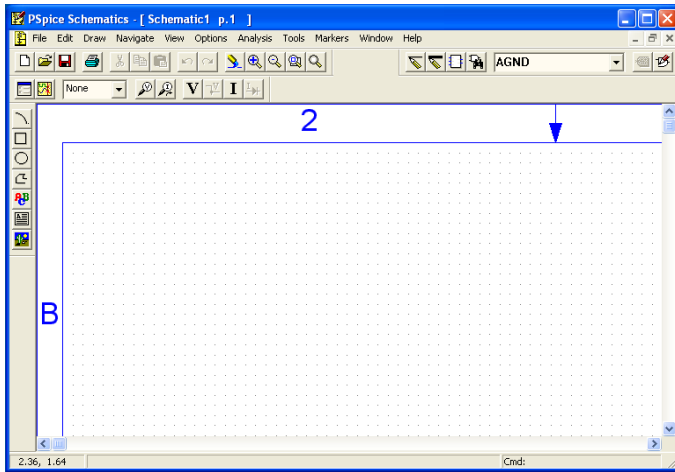 PSpice Schematics - [ Schematic1 p.1 ]
File Edit Draw Navigate View Options Analysis Tools Markers Window Help
AGND
None V V I I
2
ABC
A
B
2.36, 1.64 Cmd: